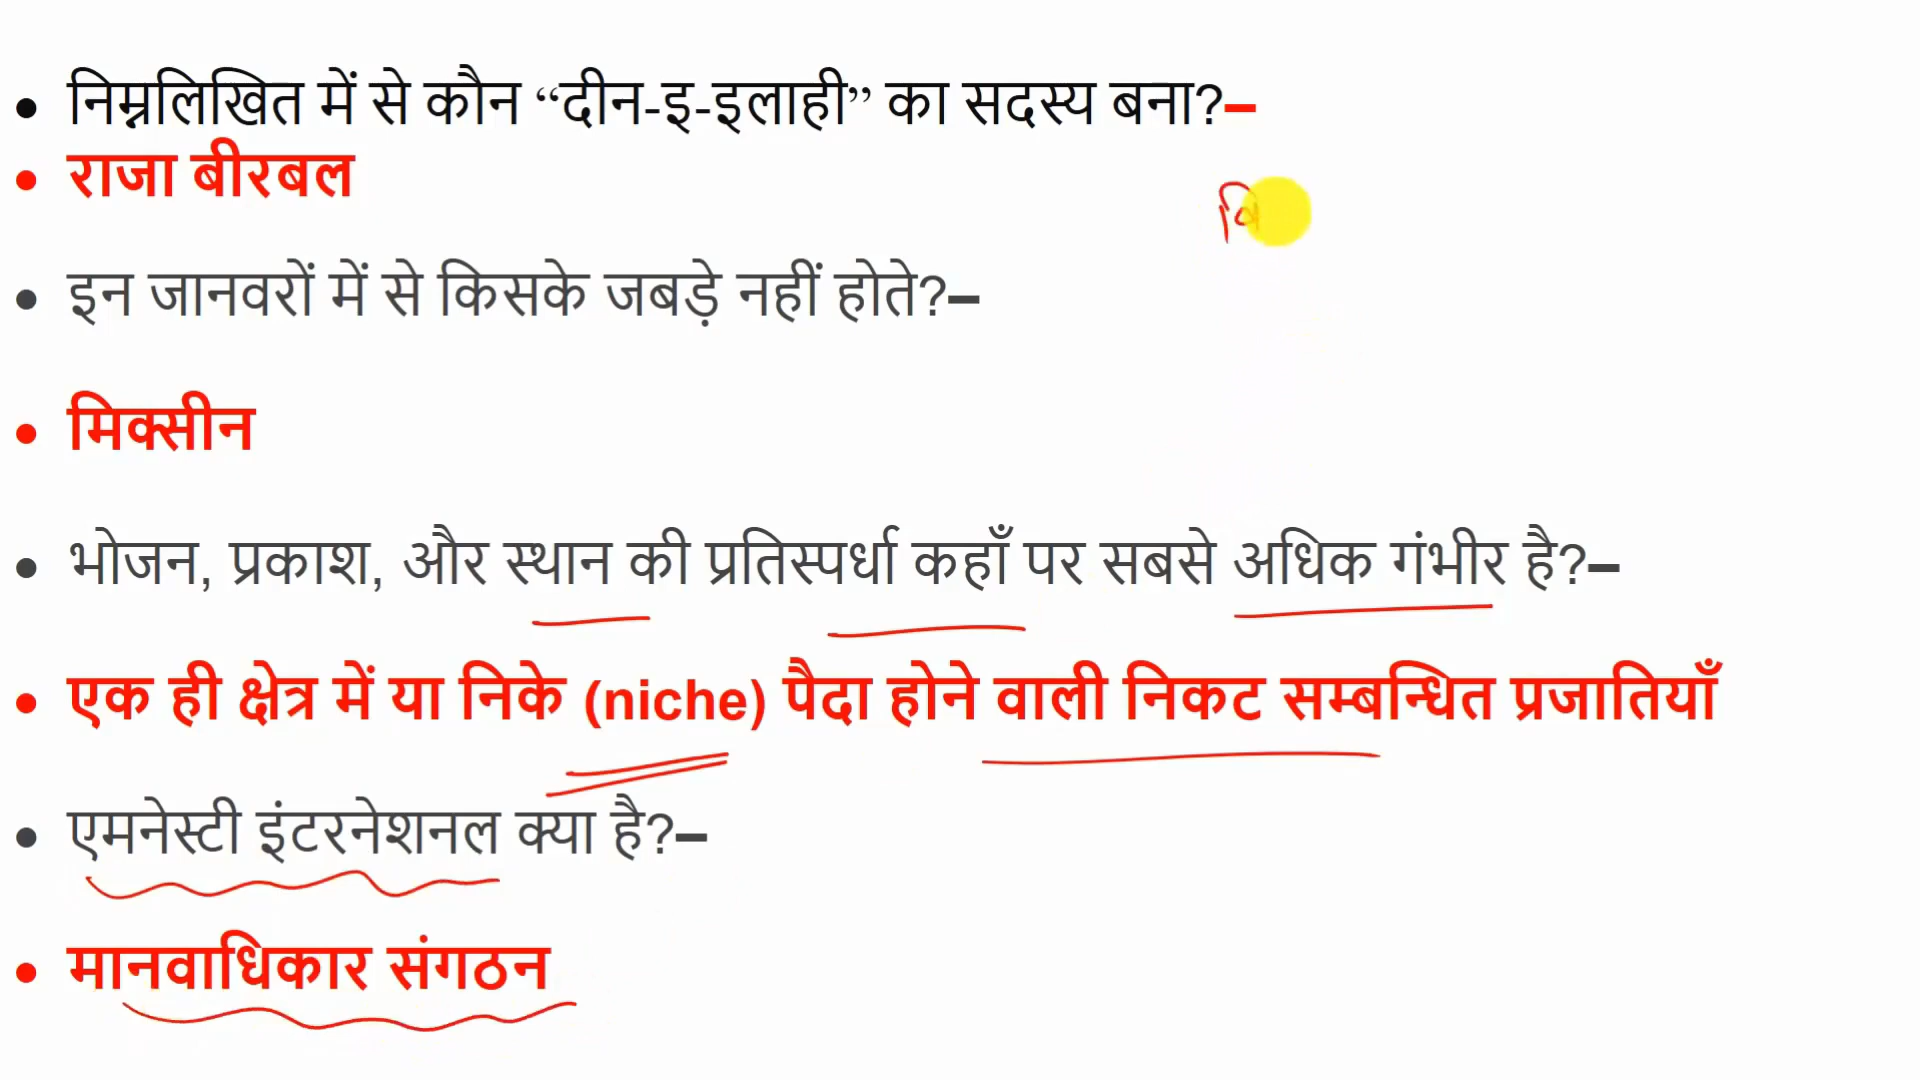 • निम्नलिखित में से कौन “दीन-इ-इलाही” का सदस्य बना?–
• राजा बीरबल
• इन जानवरों में से किसके जबड़े नहीं होते?–
• मिक्सीन
• भोजन, प्रकाश, और स्थान की प्रतिस्पर्धा कहाँ पर सबसे अधिक गंभीर है?–
• एक ही क्षेत्र में या निके (niche) पैदा होने वाली निकट सम्बन्धित प्रजातियाँ
• एमनेस्टी इंटरनेशनल क्या है?–
• मानवाधिकार संगठन